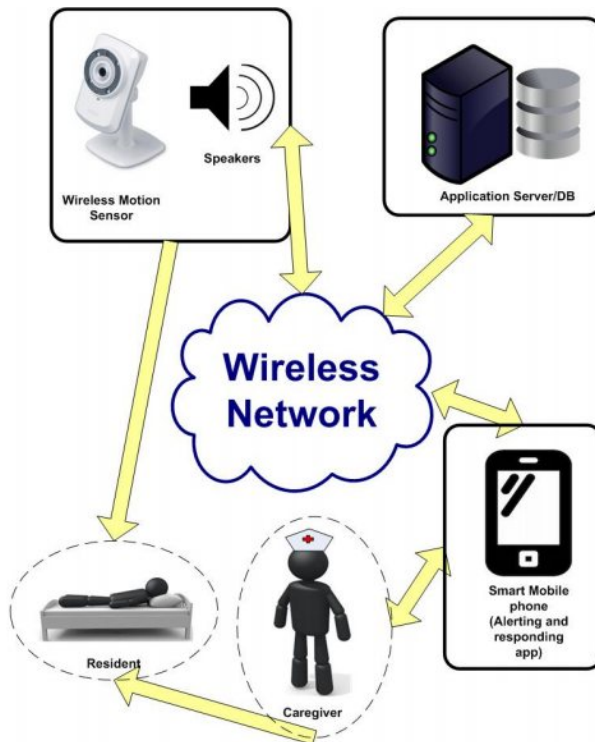 Speakers
Wireless Motion
Sensor
Application Server/DB
Wireless
Network
Smart Mobile
phone
(Alerting and
responding
app)
Resident
Caregiver